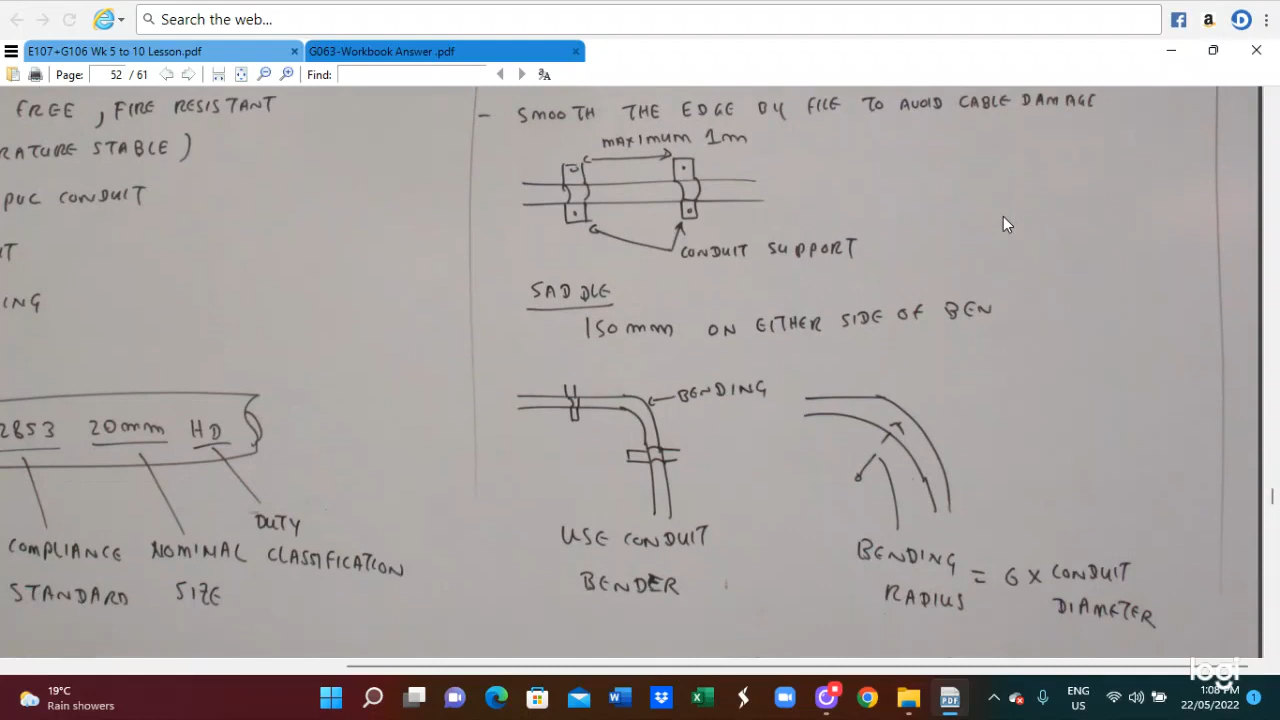 Search the web...
E107+G106 Wk 5 to 10 Lesson.pdf
G063-Workbook Answer .pdf
Page: 52 / 61
Find:
FREE, FIRE RESISTANT
RATURE STABLE)
PVC CONDUIT
ING
2853 20mm HD
DUTY
COMPLIANCE NOMINAL CLASSIFICATION
STANDARD SIZE
- SMOOTH THE EDGE BY FILE TO AVOID CABLE DAMAGE
MAXIMUM 1m
CONDUIT SUPPORT
SADDLE
150mm ON EITHER SIDE OF BEN
BENDING
USE CONDUIT
BENDER
BENDING
RADIUS = 6 X CONDUIT
DIAMETER
logi
19°C
Rain showers
ENG
US
1:08 PM
22/05/2022